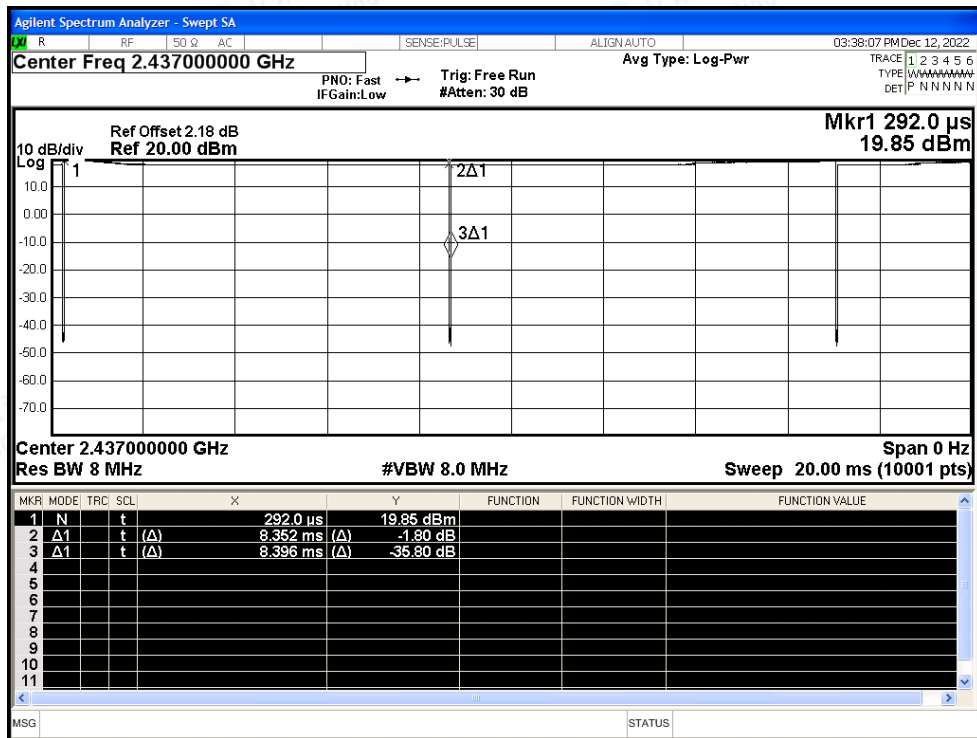 Agilent Spectrum Analyzer - Swept SA
LXI R RF 50 Ω AC SENSE:PULSE ALIGN AUTO 03:38:07 PM Dec 12, 2022
Center Freq 2.437000000 GHz
Avg Type: Log-Pwr
TRACE 1 2 3 4 5 6
PNO: Fast
Trig: Free Run
TYPE WWWWWW
IFGain:Low
#Atten: 30 dB
DET P N N N N N
Mkr1 292.0 µs
Ref Offset 2.18 dB
19.85 dBm
10 dB/div Ref 20.00 dBm
Log
1
2Δ1
10.0
0.00
3Δ1
-10.0
-20.0
-30.0
-40.0
-50.0
-60.0
-70.0
Center 2.437000000 GHz Span 0 Hz
Res BW 8 MHz #VBW 8.0 MHz Sweep 20.00 ms (10001 pts)
MKR MODE TRC SCL X Y FUNCTION FUNCTION WIDTH FUNCTION VALUE
1 N t 292.0 µs 19.85 dBm
2 Δ1 t (Δ) 8.352 ms (Δ) -1.80 dB
3 Δ1 t (Δ) 8.396 ms (Δ) -35.80 dB
4
5
6
7
8
9
10
11
MSG STATUS